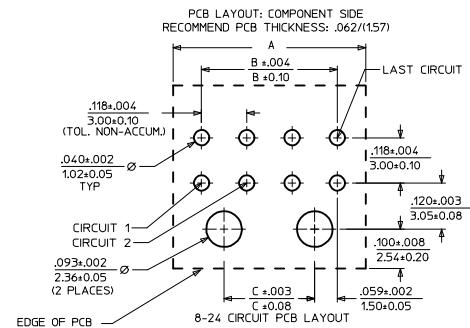 PCB LAYOUT: COMPONENT SIDE
RECOMMEND PCB THICKNESS: .062/(1.57)
A
B ±.004
B ±0.10
LAST CIRCUIT
.118±.004
3.00±0.10
(TOL. NON-ACCUM.)
.040±.002
1.02±0.05
TYP
Ø
.118±.004
3.00±0.10
.120±.003
3.05±0.08
CIRCUIT 1
CIRCUIT 2
.093±.002
2.36±0.05
(2 PLACES)
Ø
.100±.008
2.54±0.20
C ±.003
C ±0.08
.059±.002
1.50±0.05
EDGE OF PCB
8-24 CIRCUIT PCB LAYOUT